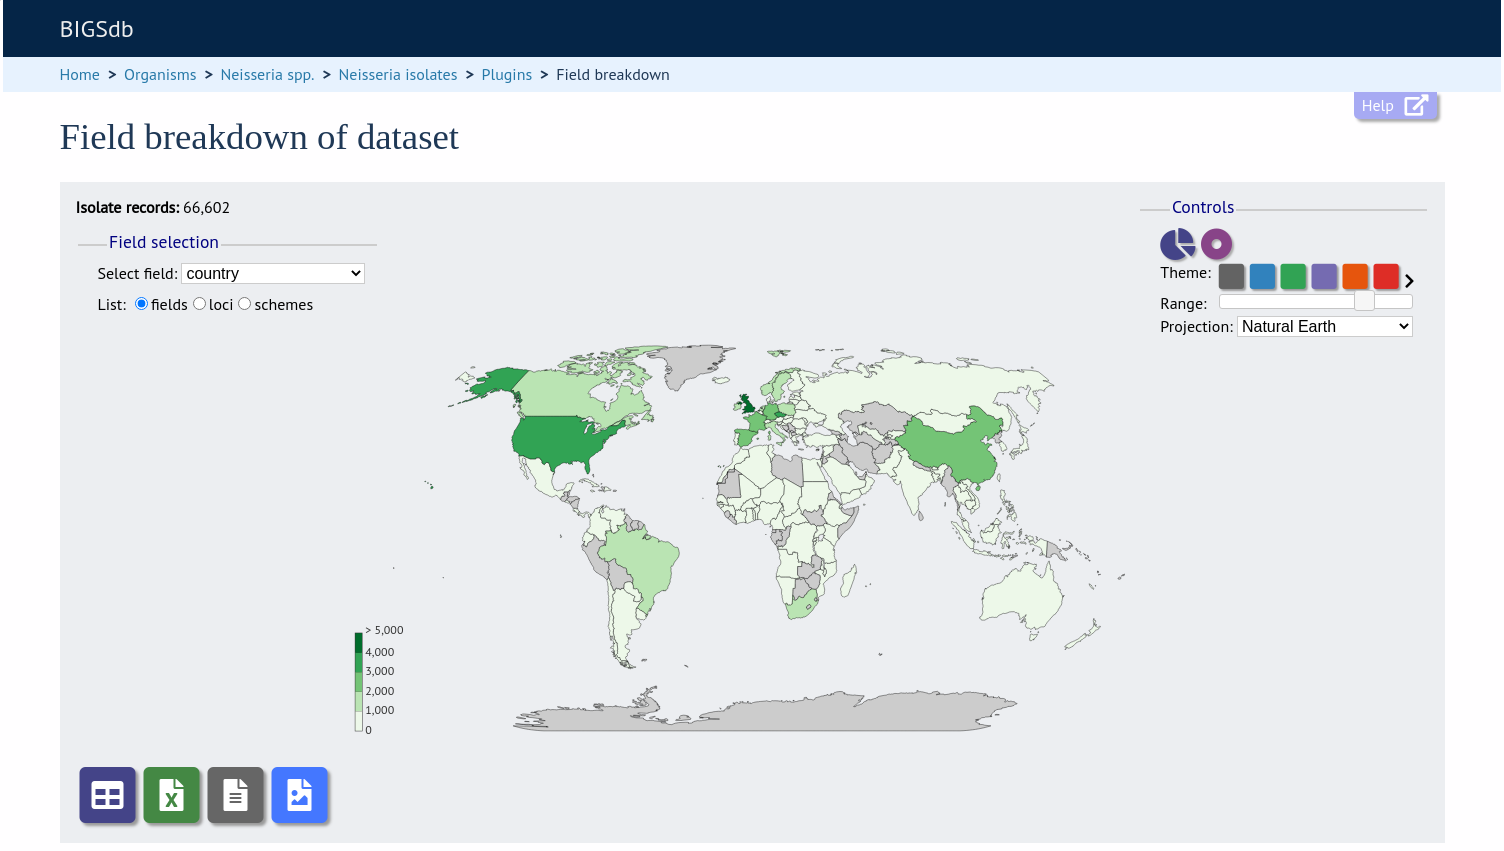 BIGSdb
Home > Organisms > Neisseria spp. > Neisseria isolates > Plugins > Field breakdown
Help
Field breakdown of dataset
Isolate records: 66,602
Controls
Field selection
Select field: country
Theme:
List: fields loci schemes
Range:
Projection: Natural Earth
> 5,000
4,000
3,000
2,000
1,000
0